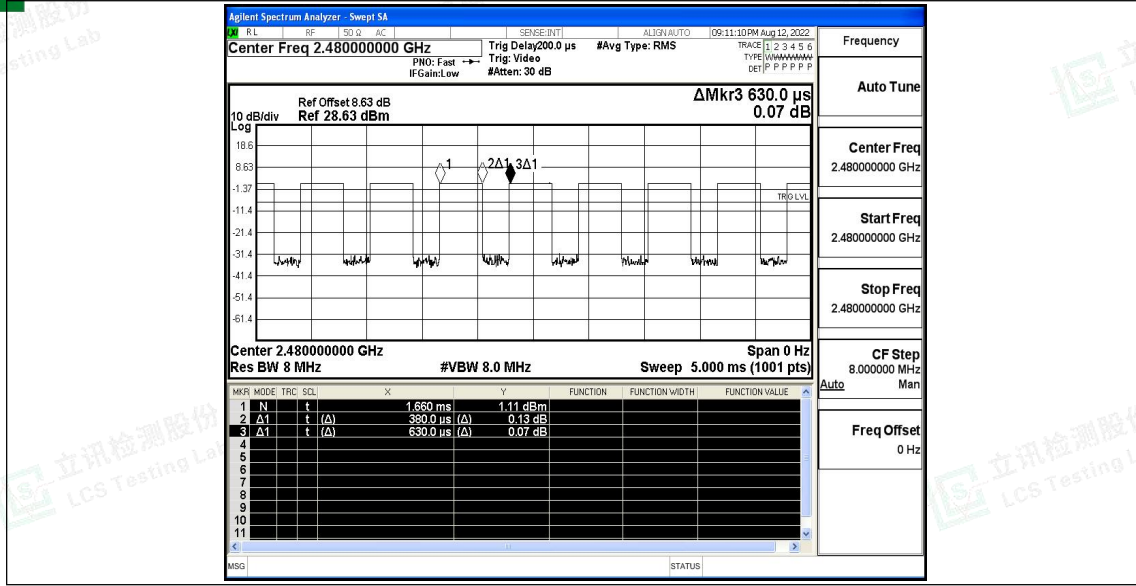 Agilent Spectrum Analyzer - Swept SA
LXI RL RF 50 Ω AC SENSE:INT ALIGN AUTO 09:11:10 PM Aug 12, 2022
Center Freq 2.480000000 GHz
PNO: Fast
IFGain:Low
Trig Delay200.0 µs
Trig: Video
#Atten: 30 dB
#Avg Type: RMS
TRACE 1 2 3 4 5 6
TYPE WWWWWW
DET P P P P P P
ΔMkr3 630.0 µs
0.07 dB
Ref Offset 8.63 dB
10 dB/div Ref 28.63 dBm
Log
18.6
8.63
-1.37
-11.4
-21.4
-31.4
-41.4
-51.4
-61.4
1
2Δ1
3Δ1
TRIG LVL
Center 2.480000000 GHz Span 0 Hz
Res BW 8 MHz #VBW 8.0 MHz Sweep 5.000 ms (1001 pts)
MKR MODE TRC SCL X Y FUNCTION FUNCTION WIDTH FUNCTION VALUE
1 N t 1.660 ms 1.11 dBm
2 Δ1 t (Δ) 380.0 µs (Δ) 0.13 dB
3 Δ1 t (Δ) 630.0 µs (Δ) 0.07 dB
4
5
6
7
8
9
10
11
MSG STATUS
Frequency
Auto Tune
Center Freq
2.480000000 GHz
Start Freq
2.480000000 GHz
Stop Freq
2.480000000 GHz
CF Step
8.000000 MHz
Auto Man
Freq Offset
0 Hz
立讯检测股份
LCS Testing Lab
立讯检测股份
LCS Testing L